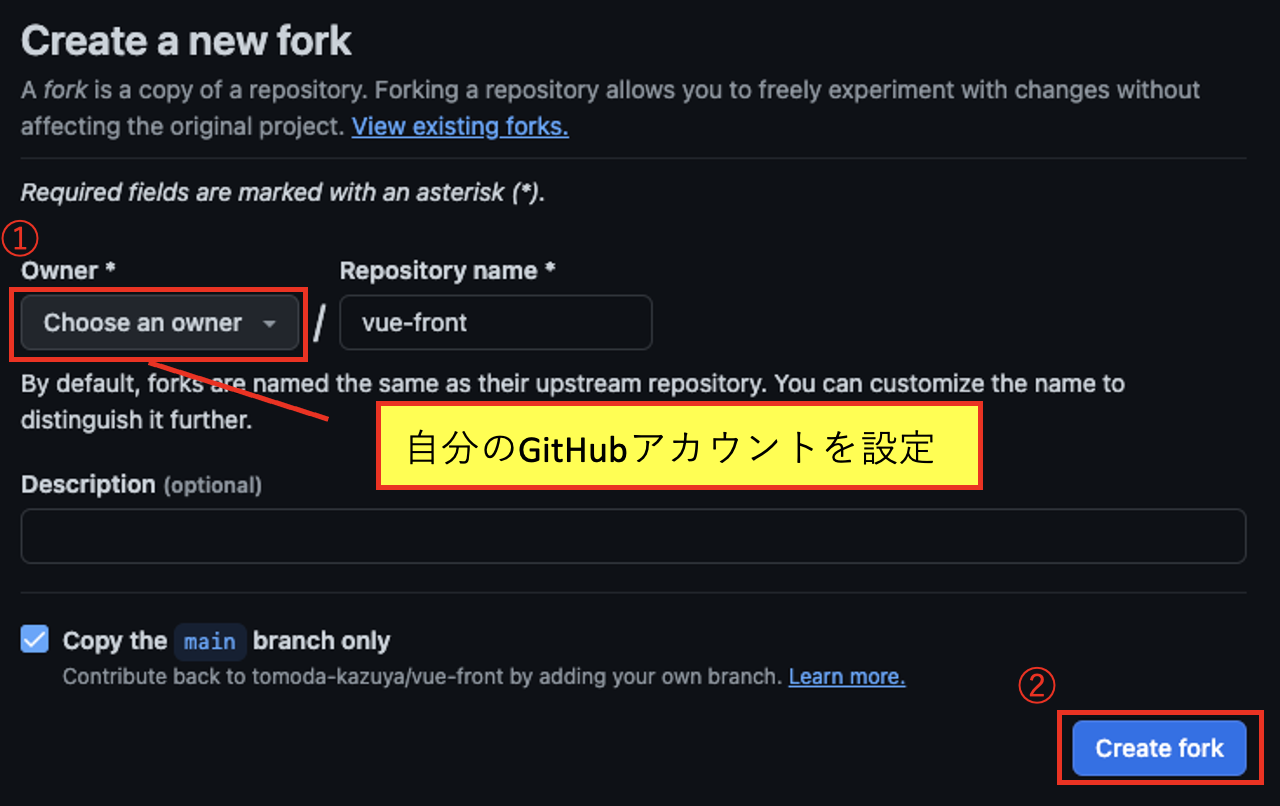 Create a new fork
A fork is a copy of a repository. Forking a repository allows you to freely experiment with changes without
affecting the original project. View existing forks.
Required fields are marked with an asterisk (*).
①
Owner *
Repository name *
Choose an owner
/
vue-front
By default, forks are named the same as their upstream repository. You can customize the name to
distinguish it further.
自分のGitHubアカウントを設定
Description (optional)
Copy the main branch only
Contribute back to tomoda-kazuya/vue-front by adding your own branch. Learn more.
②
Create fork